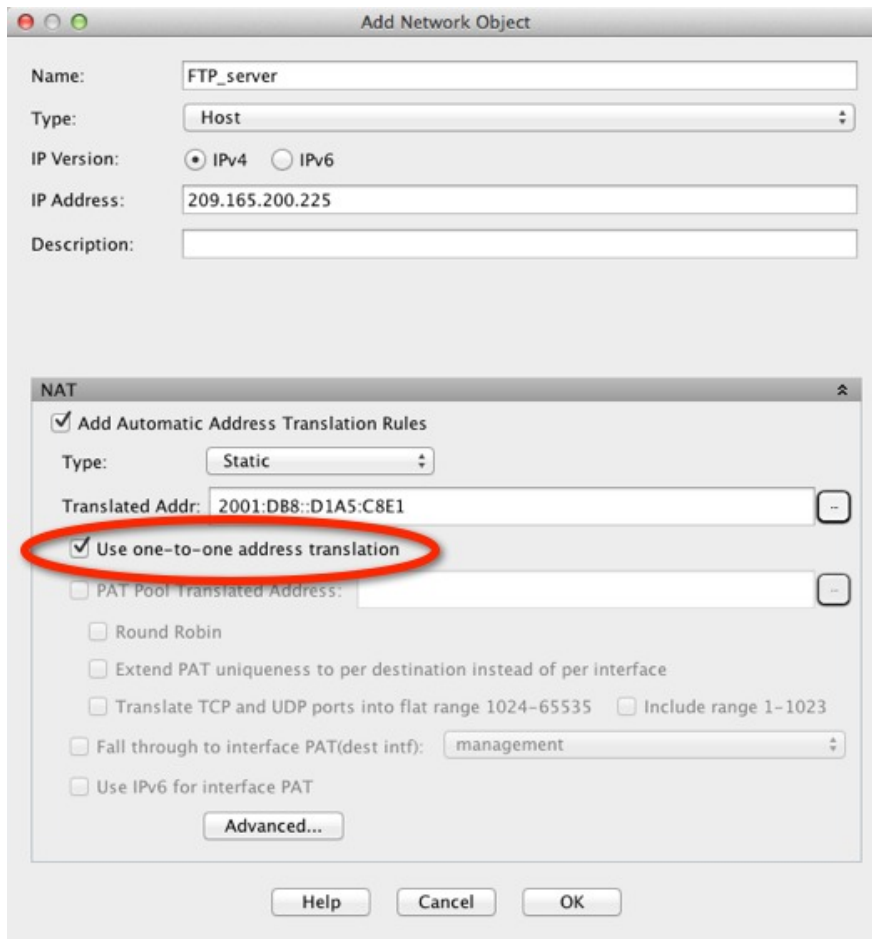 Add Network Object
Name: FTP_server
Type: Host
IP Version: IPv4 IPv6
IP Address: 209.165.200.225
Description:
NAT
Add Automatic Address Translation Rules
Type: Static
Translated Addr: 2001:DB8::D1A5:C8E1 ...
Use one-to-one address translation
PAT Pool Translated Address: ...
Round Robin
Extend PAT uniqueness to per destination instead of per interface
Translate TCP and UDP ports into flat range 1024-65535 Include range 1-1023
Fall through to interface PAT(dest intf): management
Use IPv6 for interface PAT
Advanced...
Help Cancel OK